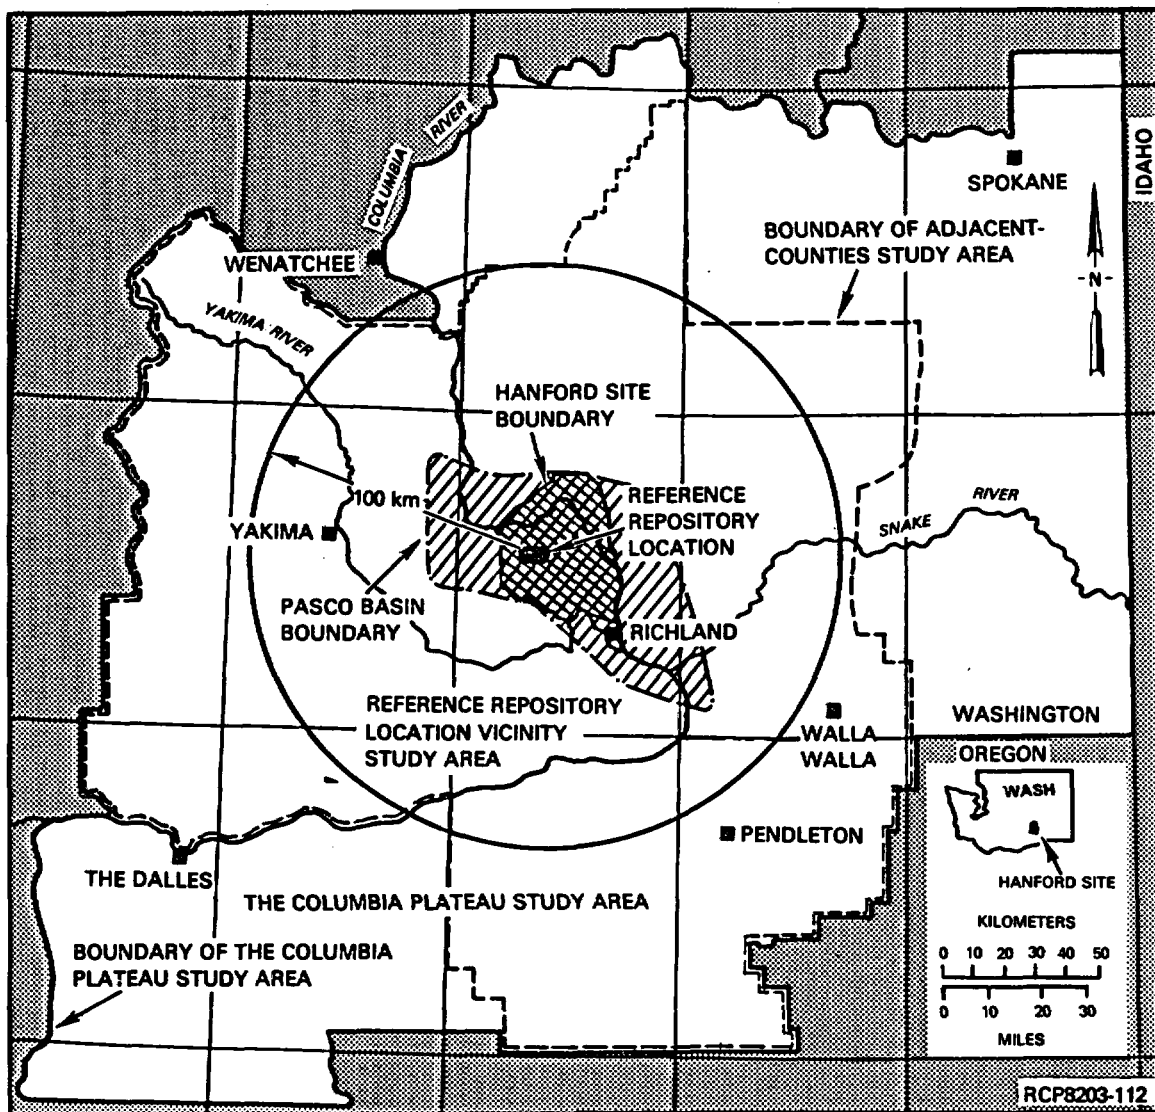 COLUMBIA RIVER
IDAHO
SPOKANE
WENATCHEE
BOUNDARY OF ADJACENT-
COUNTIES STUDY AREA
N
YAKIMA RIVER
HANFORD SITE
BOUNDARY
100 km
REFERENCE
REPOSITORY
LOCATION
SNAKE RIVER
YAKIMA
PASCO BASIN
BOUNDARY
RICHLAND
REFERENCE REPOSITORY
LOCATION VICINITY
STUDY AREA
WALLA
WALLA
WASHINGTON
OREGON
WASH
HANFORD SITE
PENDLETON
THE DALLES
THE COLUMBIA PLATEAU STUDY AREA
BOUNDARY OF THE COLUMBIA
PLATEAU STUDY AREA
KILOMETERS
0 10 20 30 40 50
0 10 20 30
MILES
RCP8203-112